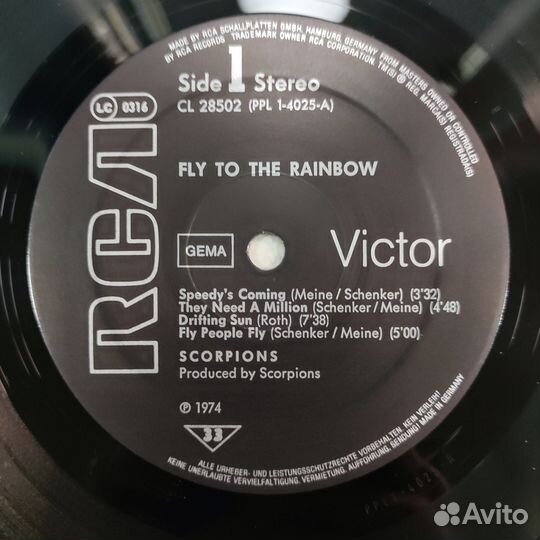 MADE BY RCA SCHALLPLATTEN GMBH, HAMBURG, GERMANY FROM MASTERS OWNED OR CONTROLLED
BY RCA RECORDS TRADEMARK OWNER RCA CORPORATION. TM(S) ® REG. MARCA(S) REGISTRADA(S)
Side 1 Stereo
CL 28502 (PPL 1-4025-A)
LC 0316
RCA
FLY TO THE RAINBOW
GEMA
Victor
Speedy's Coming (Meine/Schenker) (3'32)
They Need A Million (Schenker/Meine) (4'48)
Drifting Sun (Roth) (7'38)
Fly People Fly (Schenker/Meine) (5'00)
SCORPIONS
Produced by Scorpions
℗ 1974
33
ALLE URHEBER- UND LEISTUNGSSCHUTZRECHTE VORBEHALTEN. KEIN VERLEIH!
KEINE UNERLAUBTE VERVIELFÄLTIGUNG, VERMIETUNG, AUFFÜHRUNG, SENDUNG! MADE IN GERMANY
Avito